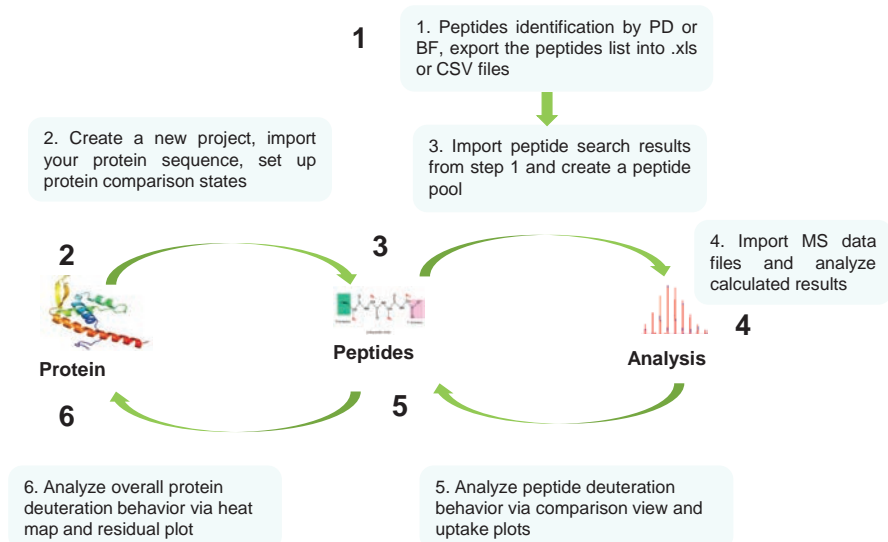 1
1. Peptides identification by PD or
BF, export the peptides list into .xls
or CSV files
2. Create a new project, import
your protein sequence, set up
protein comparison states
3. Import peptide search results
from step 1 and create a peptide
pool
2
3
4. Import MS data
files and analyze
calculated results
4
Protein
Peptides
Analysis
6
5
6. Analyze overall protein
deuteration behavior via heat
map and residual plot
5. Analyze peptide deuteration
behavior via comparison view and
uptake plots